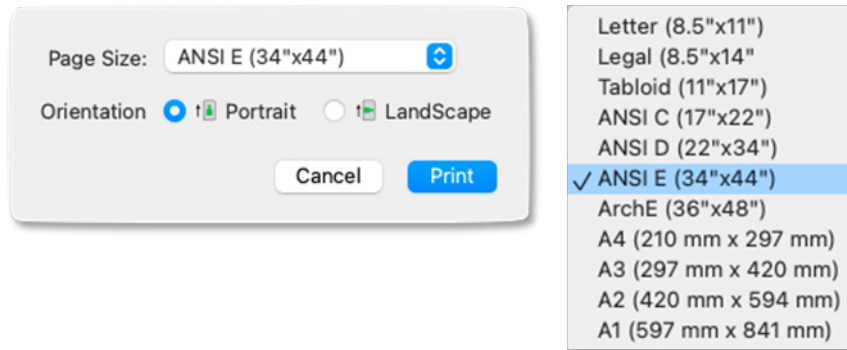 Page Size: ANSI E (34"x44")
Orientation Portrait LandScape
Cancel Print
Letter (8.5"x11")
Legal (8.5"x14"
Tabloid (11"x17")
ANSI C (17"x22")
ANSI D (22"x34")
✓ ANSI E (34"x44")
ArchE (36"x48")
A4 (210 mm x 297 mm)
A3 (297 mm x 420 mm)
A2 (420 mm x 594 mm)
A1 (597 mm x 841 mm)